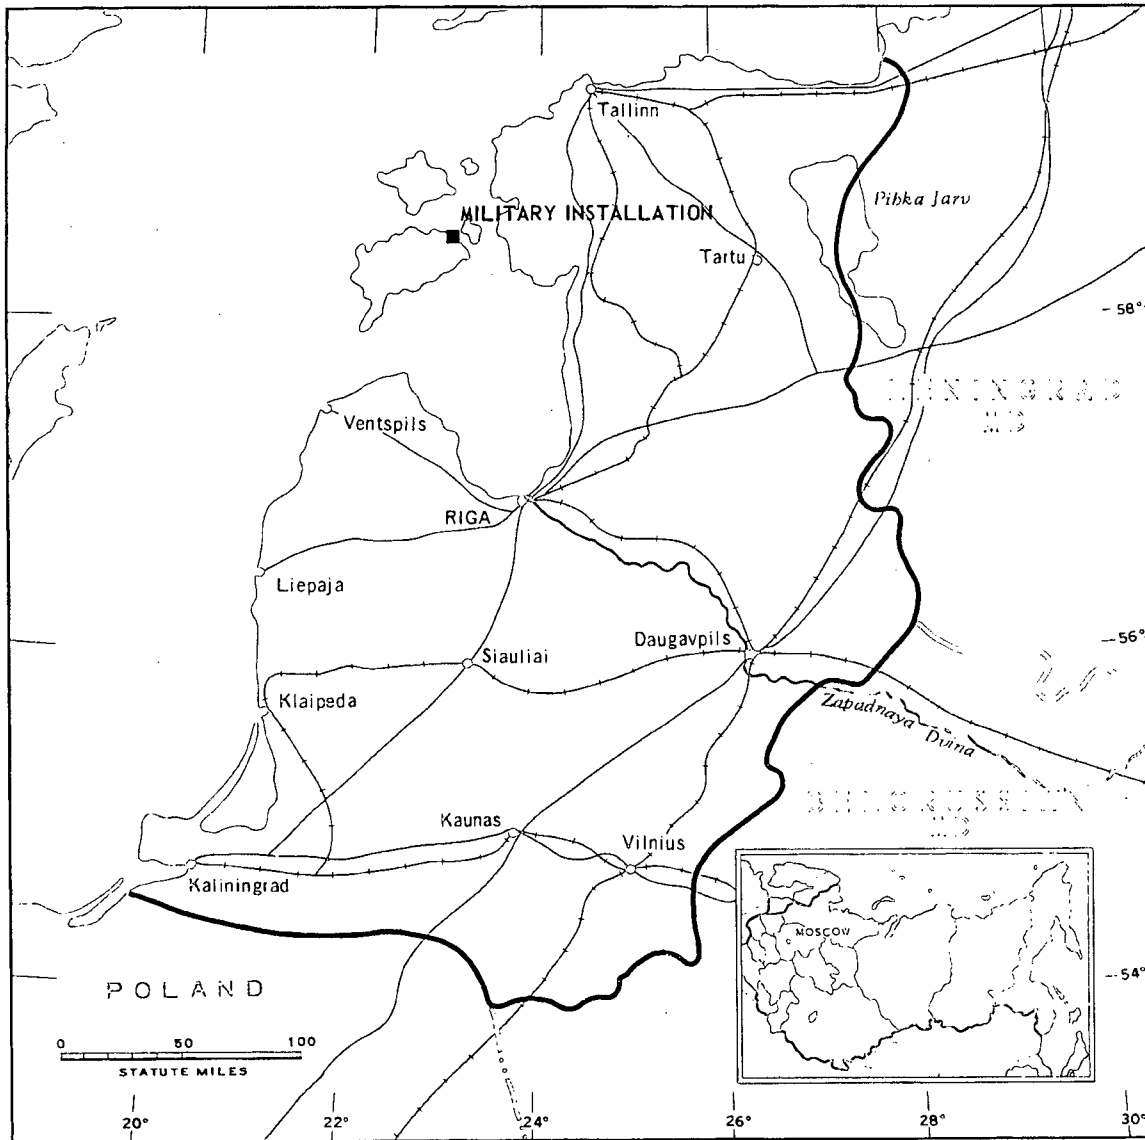 Tallinn
Pihka Jarv
MILITARY INSTALLATION
Tartu
58°
LENINGRAD
M D
Ventspils
RIGA
Liepaja
Daugavpils
56°
Siauliai
Klaipeda
Zapadnaya Dvina
M D
Kaunas
Vilnius
Kaliningrad
MOSCOW
54°
POLAND
0 50 100
STATUTE MILES
20° 22° 24° 26° 28° 30°